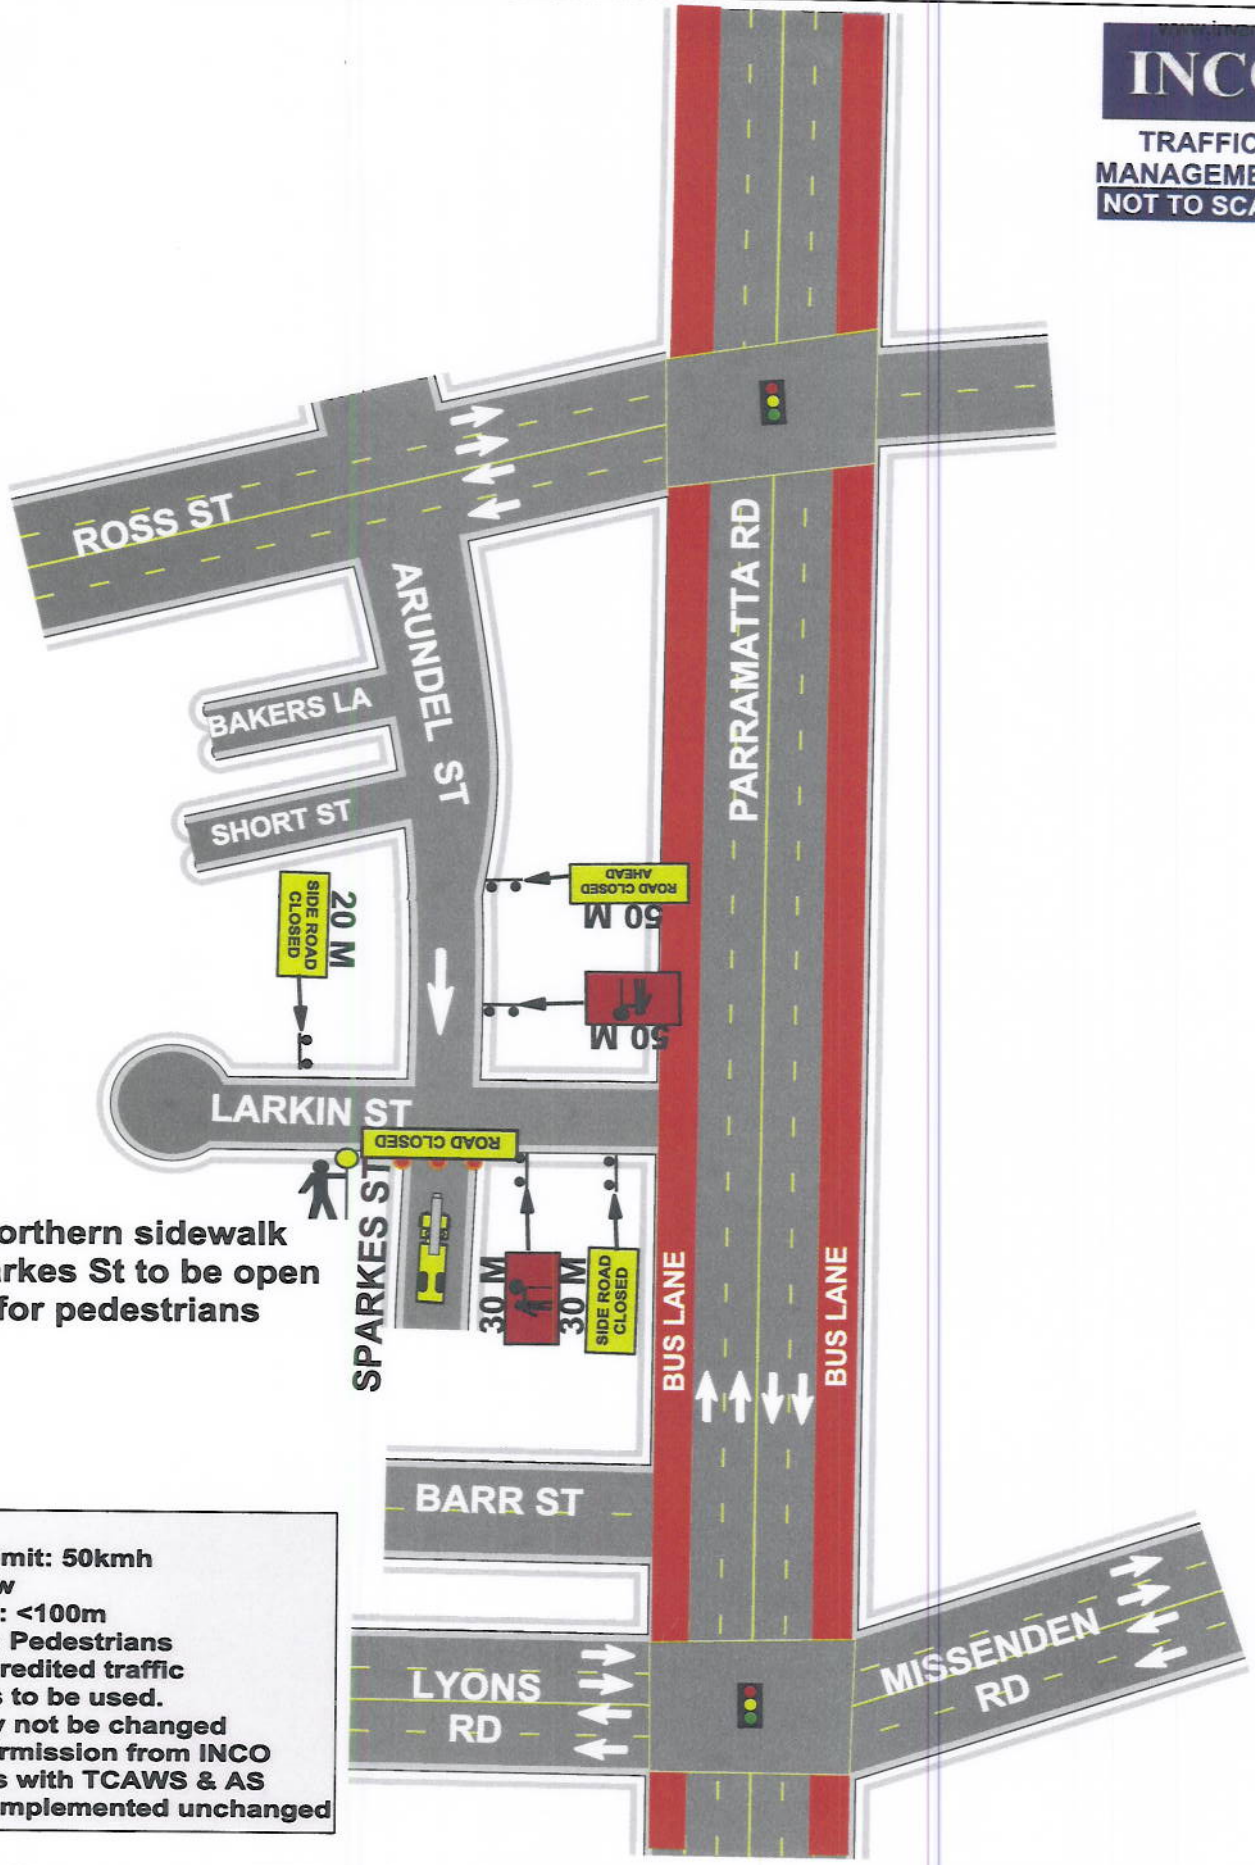 INCO
TRAFFIC
NOT TO SCA
ROSS ST
ARUNDEL ST
PARRAMATTA RD
BAKERS LA
SHORT ST
ROAD CLOSED
AHEAD
50 M
SIDE ROAD
CLOSED
20 M
50 M
LARKIN ST
ROAD CLOSED
SPARKES ST
orthern sidewalk
arkes St to be open
for pedestrians
30 M
30 M
SIDE ROAD
CLOSED
BUS LANE
BUS LANE
BARR ST
mit: 50kmh
w
: <100m
Pedestrians
redited traffic
s to be used.
y not be changed
rmission from INCO
s with TCAWS & AS
mplemented unchanged
LYONS
RD
MISSENDEN
RD